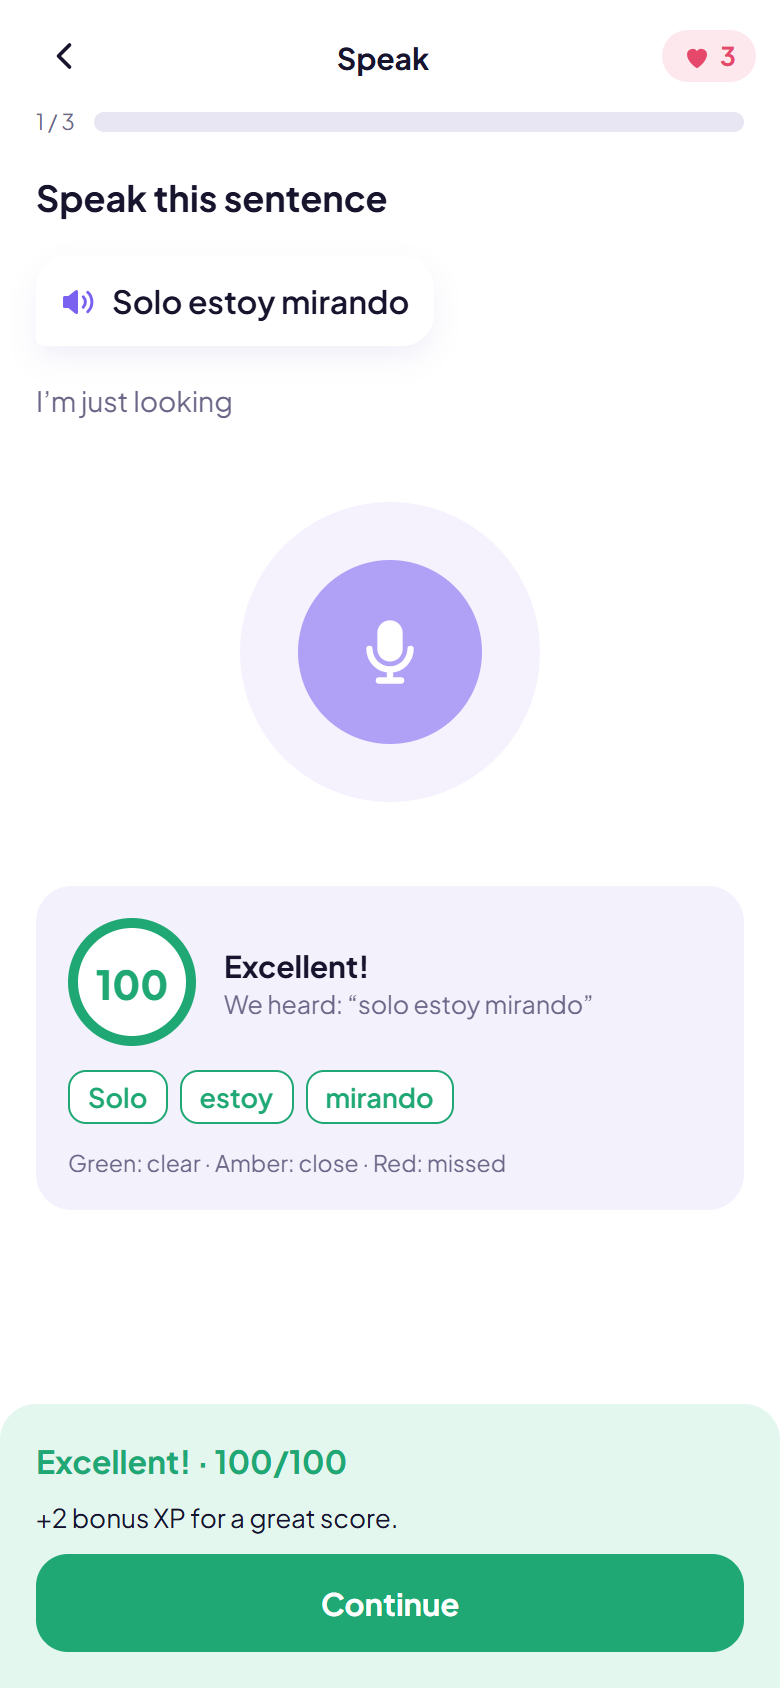 Speak
3
1 / 3
Speak this sentence
Solo estoy mirando
I’m just looking
100
Excellent!
We heard: “solo estoy mirando”
Solo estoy mirando
Green: clear · Amber: close · Red: missed
Excellent! · 100/100
+2 bonus XP for a great score.
Continue